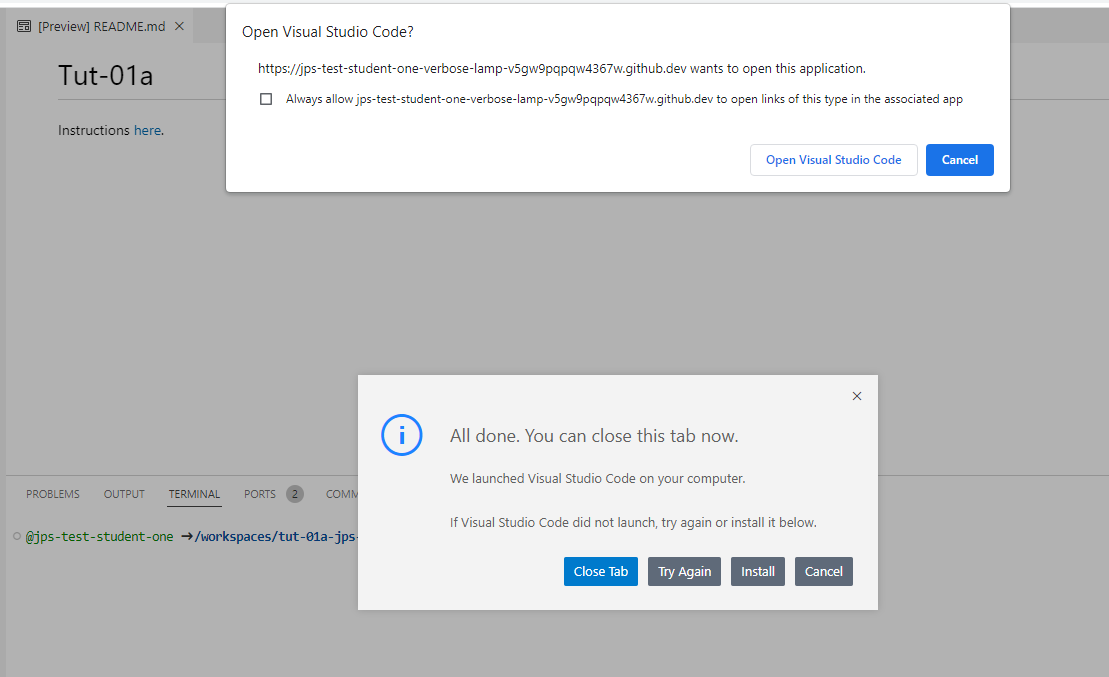 [Preview] README.md
Open Visual Studio Code?
https://jps-test-student-one-verbose-lamp-v5gw9pqpqw4367w.github.dev wants to open this application.
Always allow jps-test-student-one-verbose-lamp-v5gw9pqpqw4367w.github.dev to open links of this type in the associated app
Open Visual Studio Code Cancel
Tut-01a
Instructions here.
All done. You can close this tab now.
We launched Visual Studio Code on your computer.
If Visual Studio Code did not launch, try again or install it below.
Close Tab Try Again Install Cancel
PROBLEMS OUTPUT TERMINAL PORTS 2 COMM
@jps-test-student-one →/workspaces/tut-01a-jps-